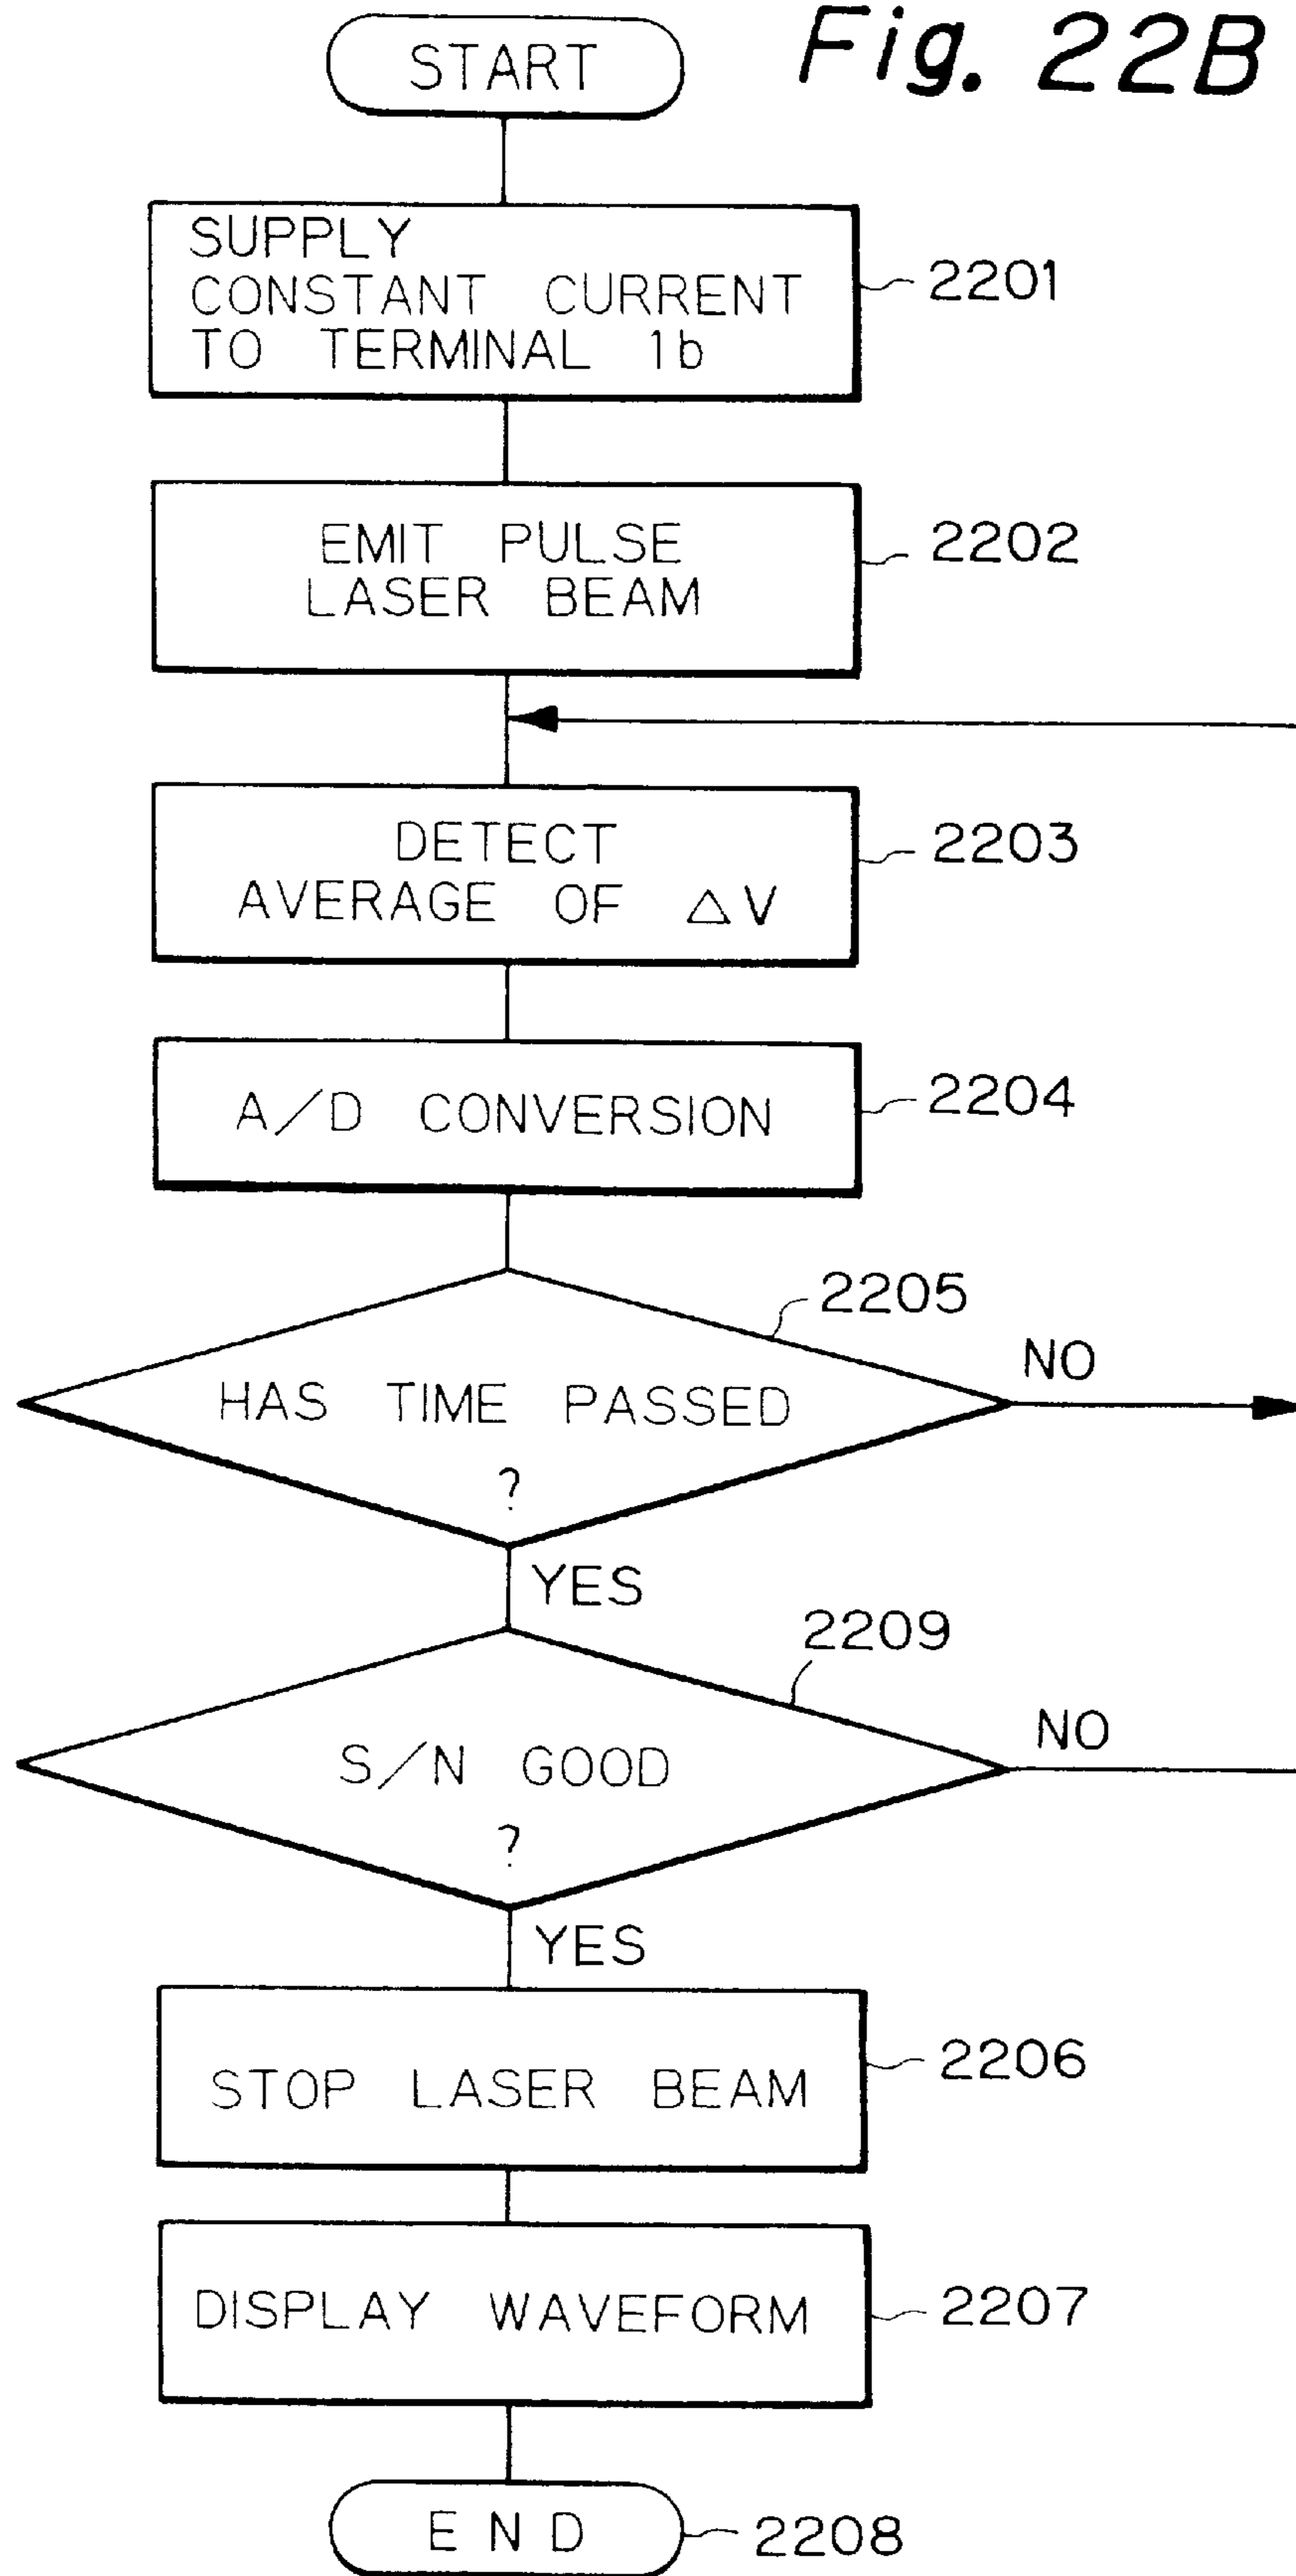 Fig. 22B
START
SUPPLY
CONSTANT CURRENT
TO TERMINAL 1b
2201
EMIT PULSE
LASER BEAM
2202
DETECT
AVERAGE OF △V
2203
A/D CONVERSION
2204
2205
HAS TIME PASSED
?
NO
YES
2209
S/N GOOD
?
NO
YES
STOP LASER BEAM
2206
DISPLAY WAVEFORM
2207
END
2208